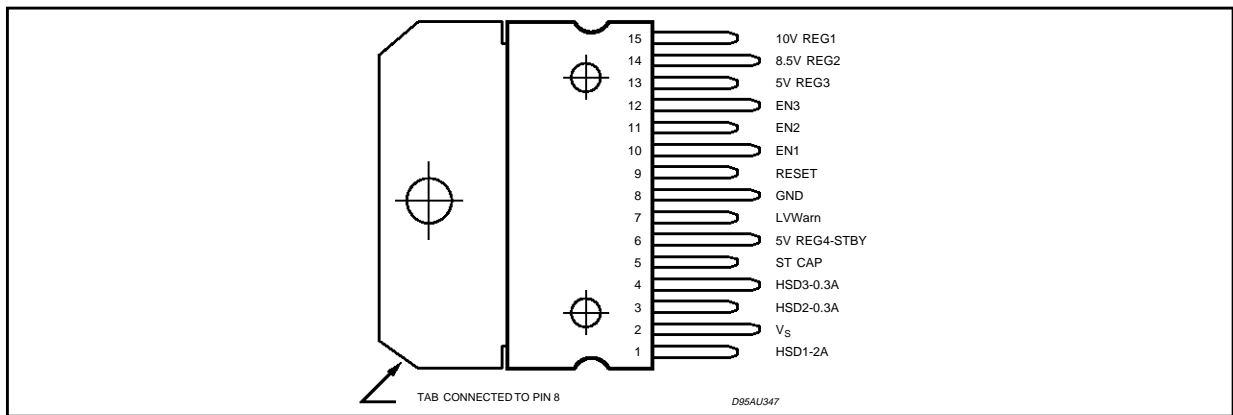 15 10V REG1
14 8.5V REG2
13 5V REG3
12 EN3
11 EN2
10 EN1
9 RESET
8 GND
7 LVWarn
6 5V REG4-STBY
5 ST CAP
4 HSD3-0.3A
3 HSD2-0.3A
2 VS
1 HSD1-2A
TAB CONNECTED TO PIN 8
D95AU347